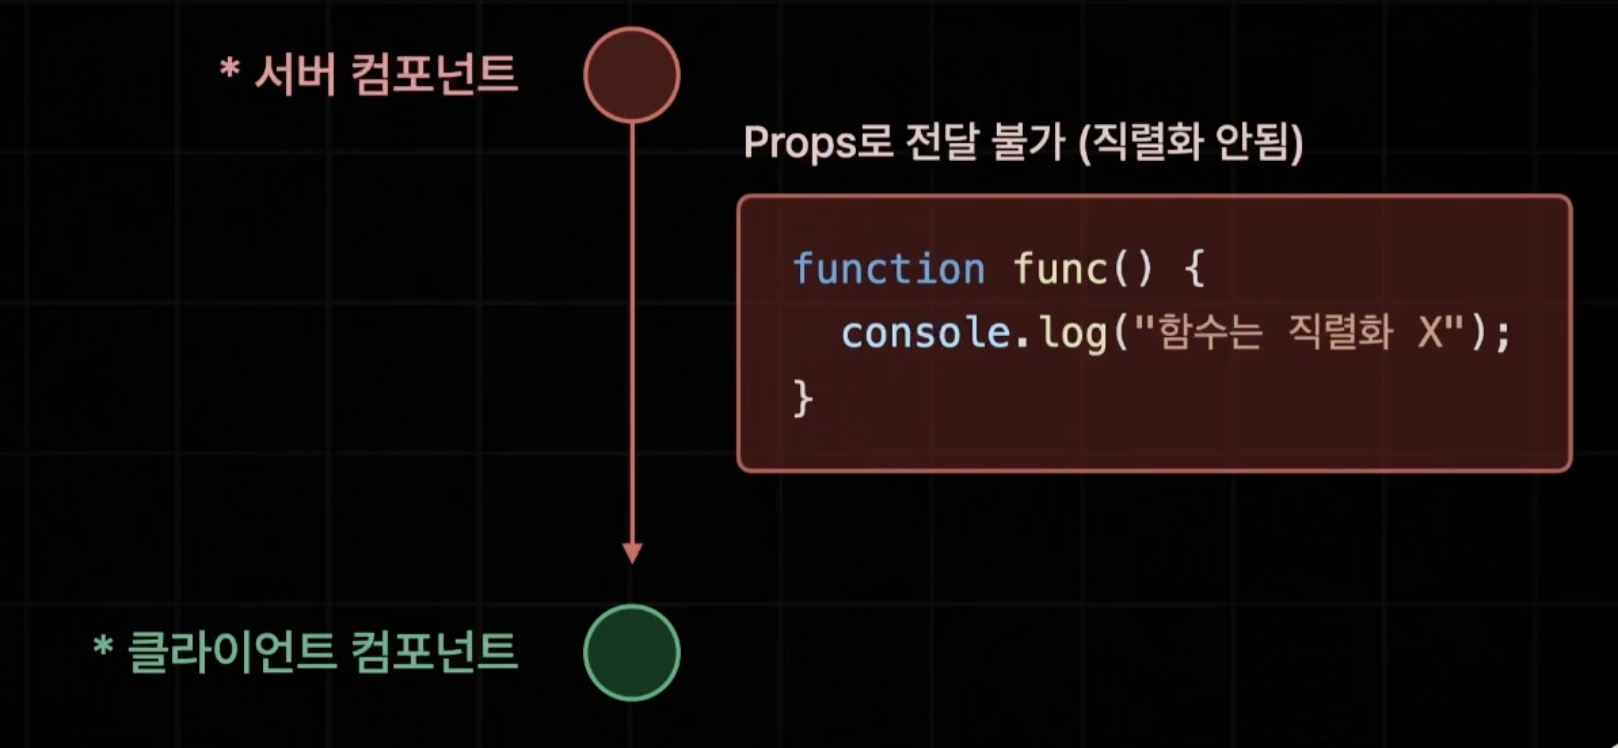 * 서버 컴포넌트
Props로 전달 불가 (직렬화 안됨)
function func() {
  console.log("함수는 직렬화 X");
}
* 클라이언트 컴포넌트